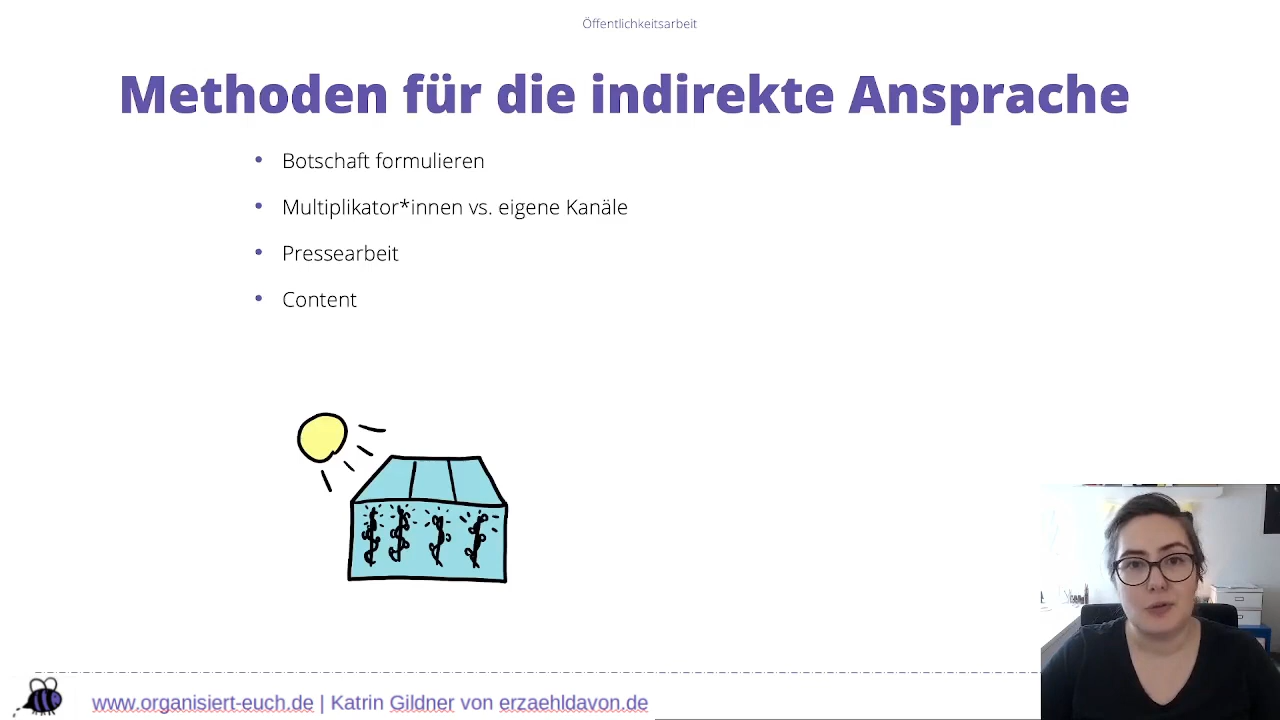 Öffentlichkeitsarbeit
Methoden für die indirekte Ansprache
• Botschaft formulieren
• Multiplikator*innen vs. eigene Kanäle
• Pressearbeit
• Content
www.organisiert-euch.de | Katrin Gildner von erzaehldavon.de